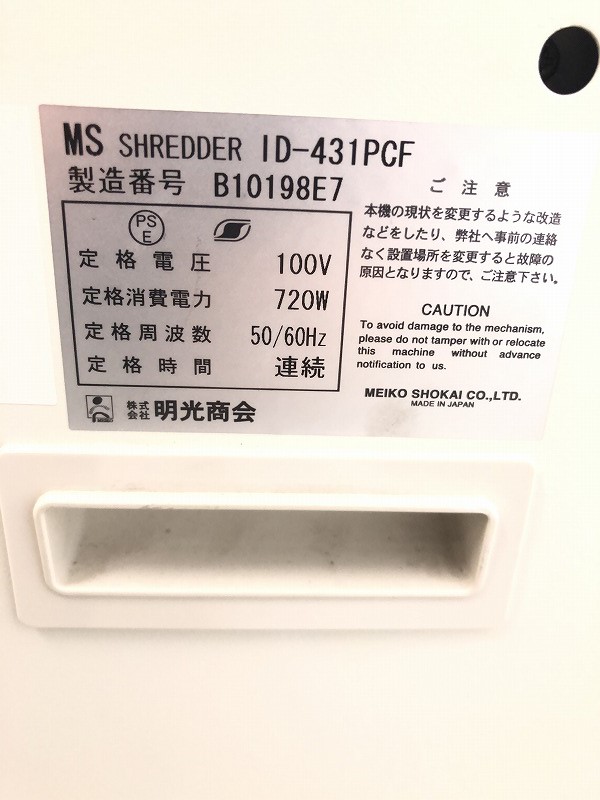 MS SHREDDER ID-431PCF
製造番号 B10198E7
PS
E
定格電圧 100V
定格消費電力 720W
定格周波数 50/60Hz
定格時間 連続
株式会社 明光商会
ご注意
本機の現状を変更するような改造
などをしたり、弊社へ事前の連絡
なく設置場所を変更すると故障の
原因となりますので、ご注意下さい。
CAUTION
To avoid damage to the mechanism,
please do not tamper with or relocate
this machine without advance
notification to us.
MEIKO SHOKAI CO.,LTD.
MADE IN JAPAN